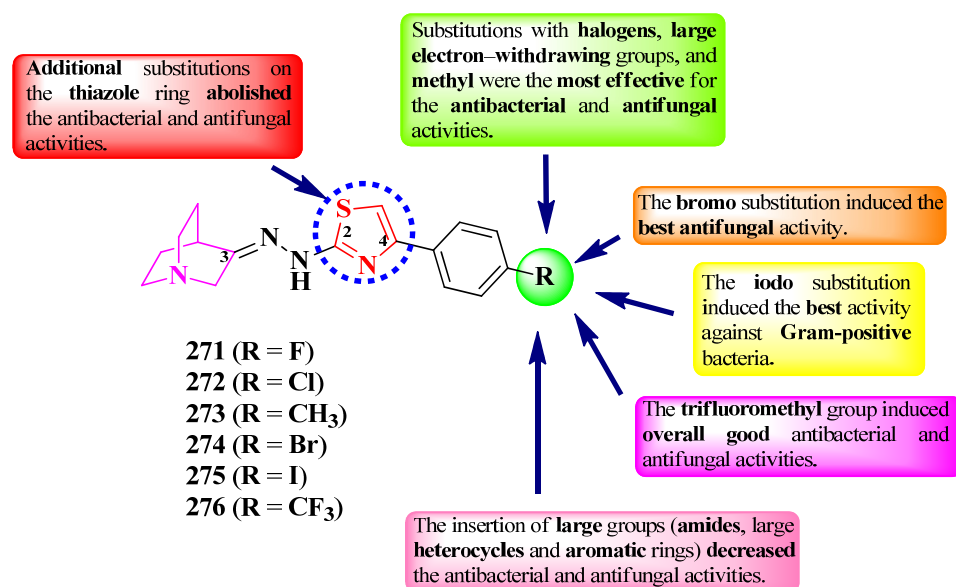 Additional substitutions on
the thiazole ring abolished
the antibacterial and antifungal
activities.
Substitutions with halogens, large
electron–withdrawing groups, and
methyl were the most effective for
the antibacterial and antifungal
activities.
The bromo substitution induced the
best antifungal activity.
The iodo substitution
induced the best activity
against Gram-positive
bacteria.
The trifluoromethyl group induced
overall good antibacterial and
antifungal activities.
The insertion of large groups (amides, large
heterocycles and aromatic rings) decreased
the antibacterial and antifungal activities.
S
2
4
N
N
3
N
N
H
R
271 (R = F)
272 (R = Cl)
273 (R = CH3)
274 (R = Br)
275 (R = I)
276 (R = CF3)